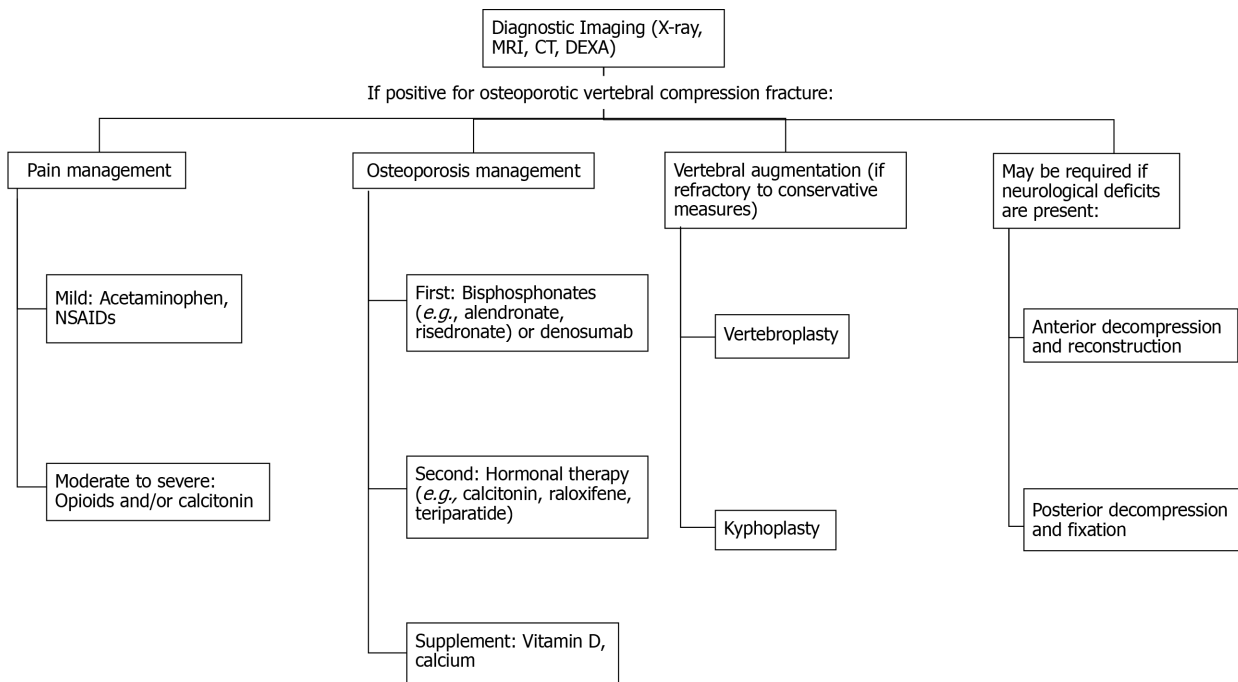 Diagnostic Imaging (X-ray,
MRI, CT, DEXA)
If positive for osteoporotic vertebral compression fracture:
Pain management
Mild: Acetaminophen,
NSAIDs
Moderate to severe:
Opioids and/or calcitonin
Osteoporosis management
First: Bisphosphonates
(e.g., alendronate,
risedronate) or denosumab
Second: Hormonal therapy
(e.g., calcitonin, raloxifene,
teriparatide)
Supplement: Vitamin D,
calcium
Vertebral augmentation (if
refractory to conservative
measures)
Vertebroplasty
Kyphoplasty
May be required if
neurological deficits
are present:
Anterior decompression
and reconstruction
Posterior decompression
and fixation